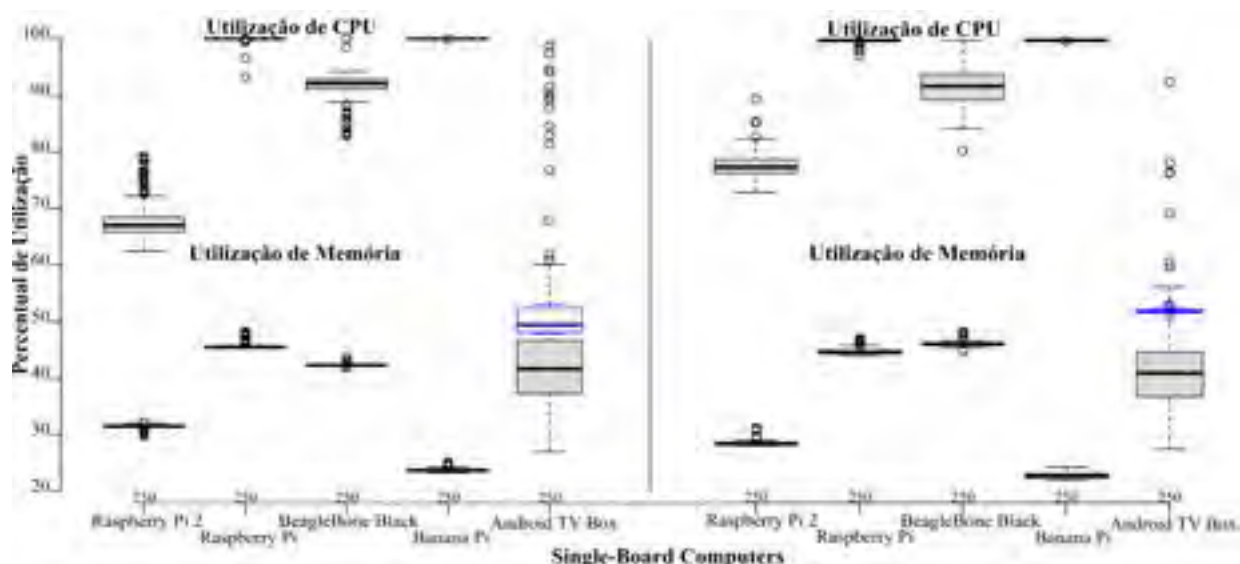 Utilização de CPU
Utilização de CPU
100
90
80
70
60
50
40
30
20
Percentual de Utilização
Utilização de Memória
Utilização de Memória
250 250 250 250 250 250 250 250 250 250
Raspberry Pi 2 BeagleBone Black Android TV Box Raspberry Pi 2 BeagleBone Black Android TV Box
Raspberry Pi Banana Pi Raspberry Pi Banana Pi
Single-Board Computers